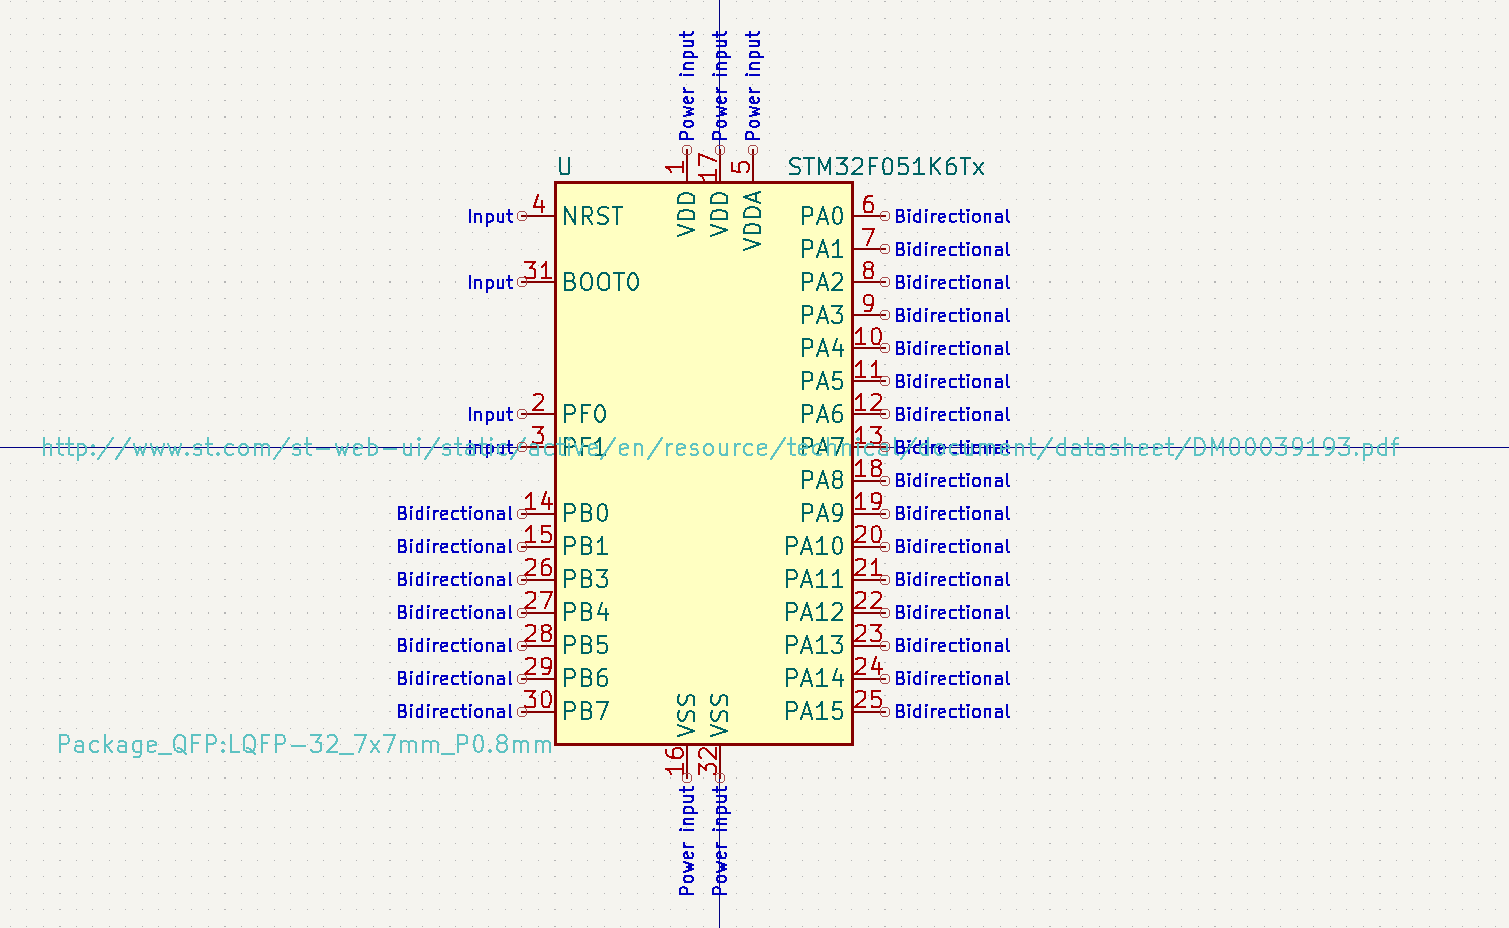 Power input Power input Power input
U STM32F051K6Tx
1 17 5
VDD VDD VDDA
Input 4 NRST PA0 6 Bidirectional
PA1 7 Bidirectional
Input 31 BOOT0 PA2 8 Bidirectional
PA3 9 Bidirectional
PA4 10 Bidirectional
PA5 11 Bidirectional
Input 2 PF0 PA6 12 Bidirectional
Input 3 PF1 PA7 13 Bidirectional
http://www.st.com/st-web-ui/static/active/en/resource/technical/document/datasheet/DM00039193.pdf
PA8 18 Bidirectional
Bidirectional 14 PB0 PA9 19 Bidirectional
Bidirectional 15 PB1 PA10 20 Bidirectional
Bidirectional 26 PB3 PA11 21 Bidirectional
Bidirectional 27 PB4 PA12 22 Bidirectional
Bidirectional 28 PB5 PA13 23 Bidirectional
Bidirectional 29 PB6 PA14 24 Bidirectional
Bidirectional 30 PB7 PA15 25 Bidirectional
VSS VSS
Package_QFP:LQFP-32_7x7mm_P0.8mm
16 32
Power input Power input